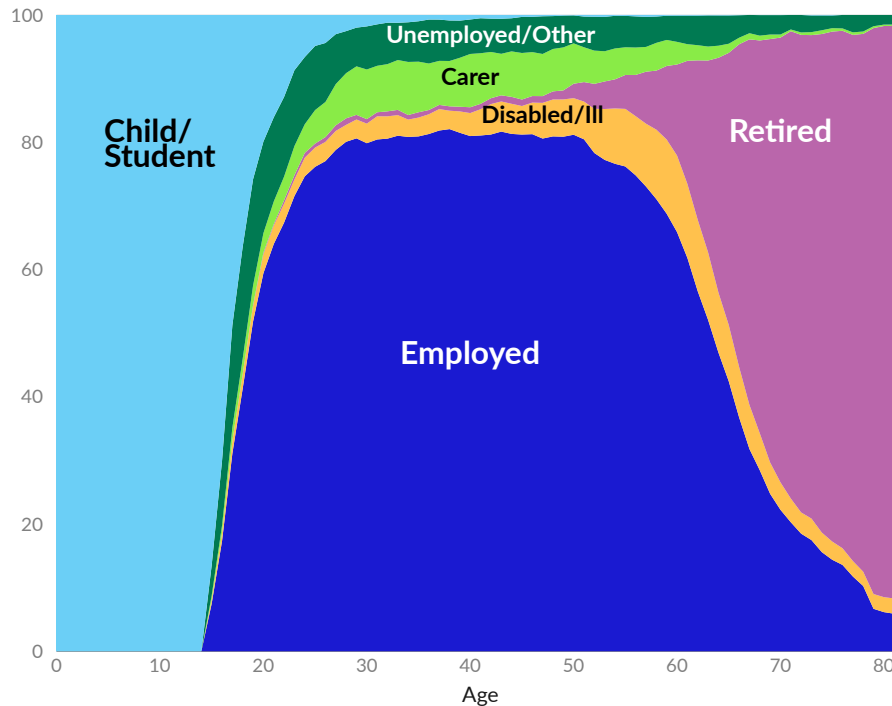 100
Unemployed/Other
Carer
Disabled/Ill
Child/
Student
Retired
80
60
Employed
40
20
0
0 10 20 30 40 50 60 70 80
Age